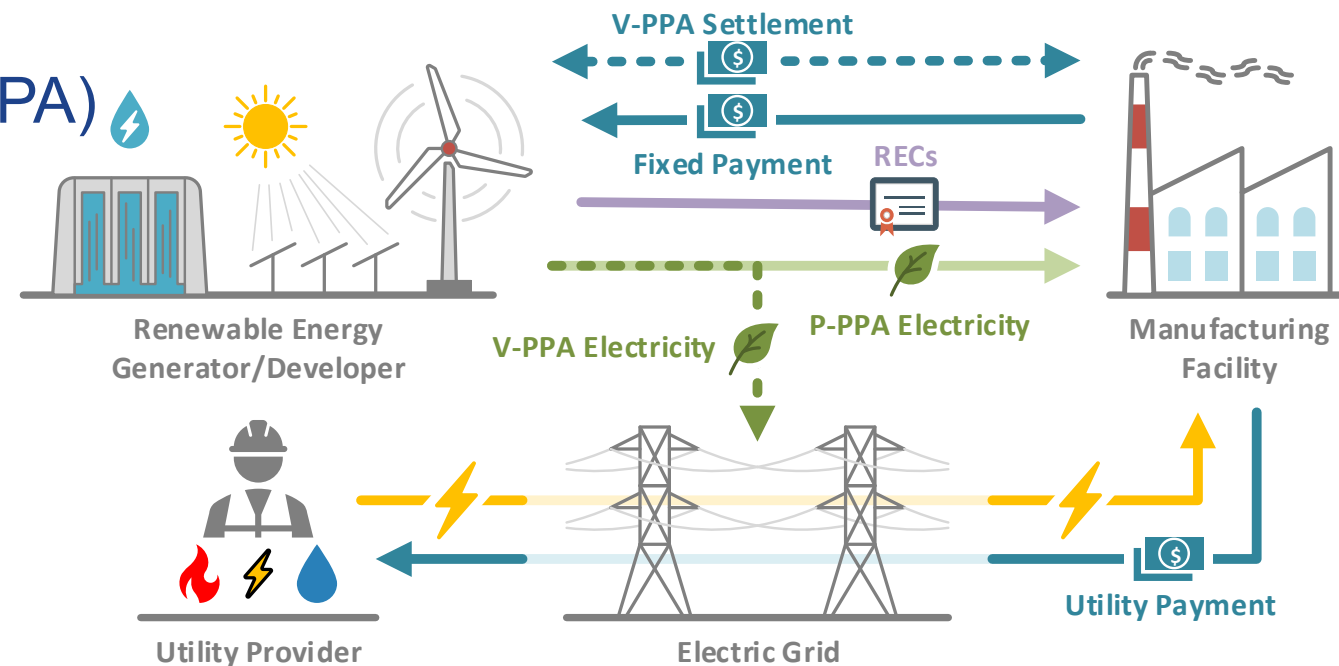 V-PPA Settlement
$
PA)
$
Fixed Payment
RECs
P-PPA Electricity
V-PPA Electricity
Renewable Energy
Generator/Developer
Manufacturing
Facility
$
Utility Payment
Utility Provider
Electric Grid